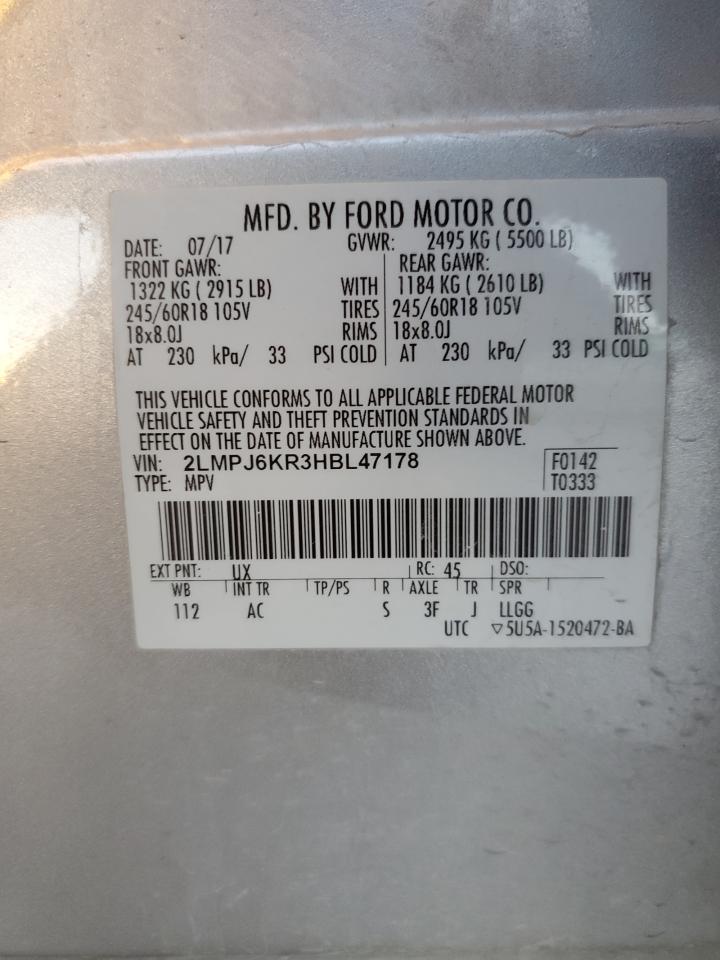 MFD. BY FORD MOTOR CO.
DATE: 07/17 GVWR: 2495 KG ( 5500 LB)
FRONT GAWR: REAR GAWR:
1322 KG ( 2915 LB) WITH 1184 KG ( 2610 LB) WITH
245/60R18 105V TIRES 245/60R18 105V TIRES
18x8.0J RIMS 18x8.0J RIMS
AT 230 kPa/ 33 PSI COLD AT 230 kPa/ 33 PSI COLD
THIS VEHICLE CONFORMS TO ALL APPLICABLE FEDERAL MOTOR
VEHICLE SAFETY AND THEFT PREVENTION STANDARDS IN
EFFECT ON THE DATE OF MANUFACTURE SHOWN ABOVE.
VIN: 2LMPJ6KR3HBL47178 F0142
TYPE: MPV T0333
EXT PNT: UX RC: 45 DSO:
WB INT TR TP/PS R AXLE TR SPR
112 AC S 3F J LLGG
UTC ▽5U5A-1520472-BA